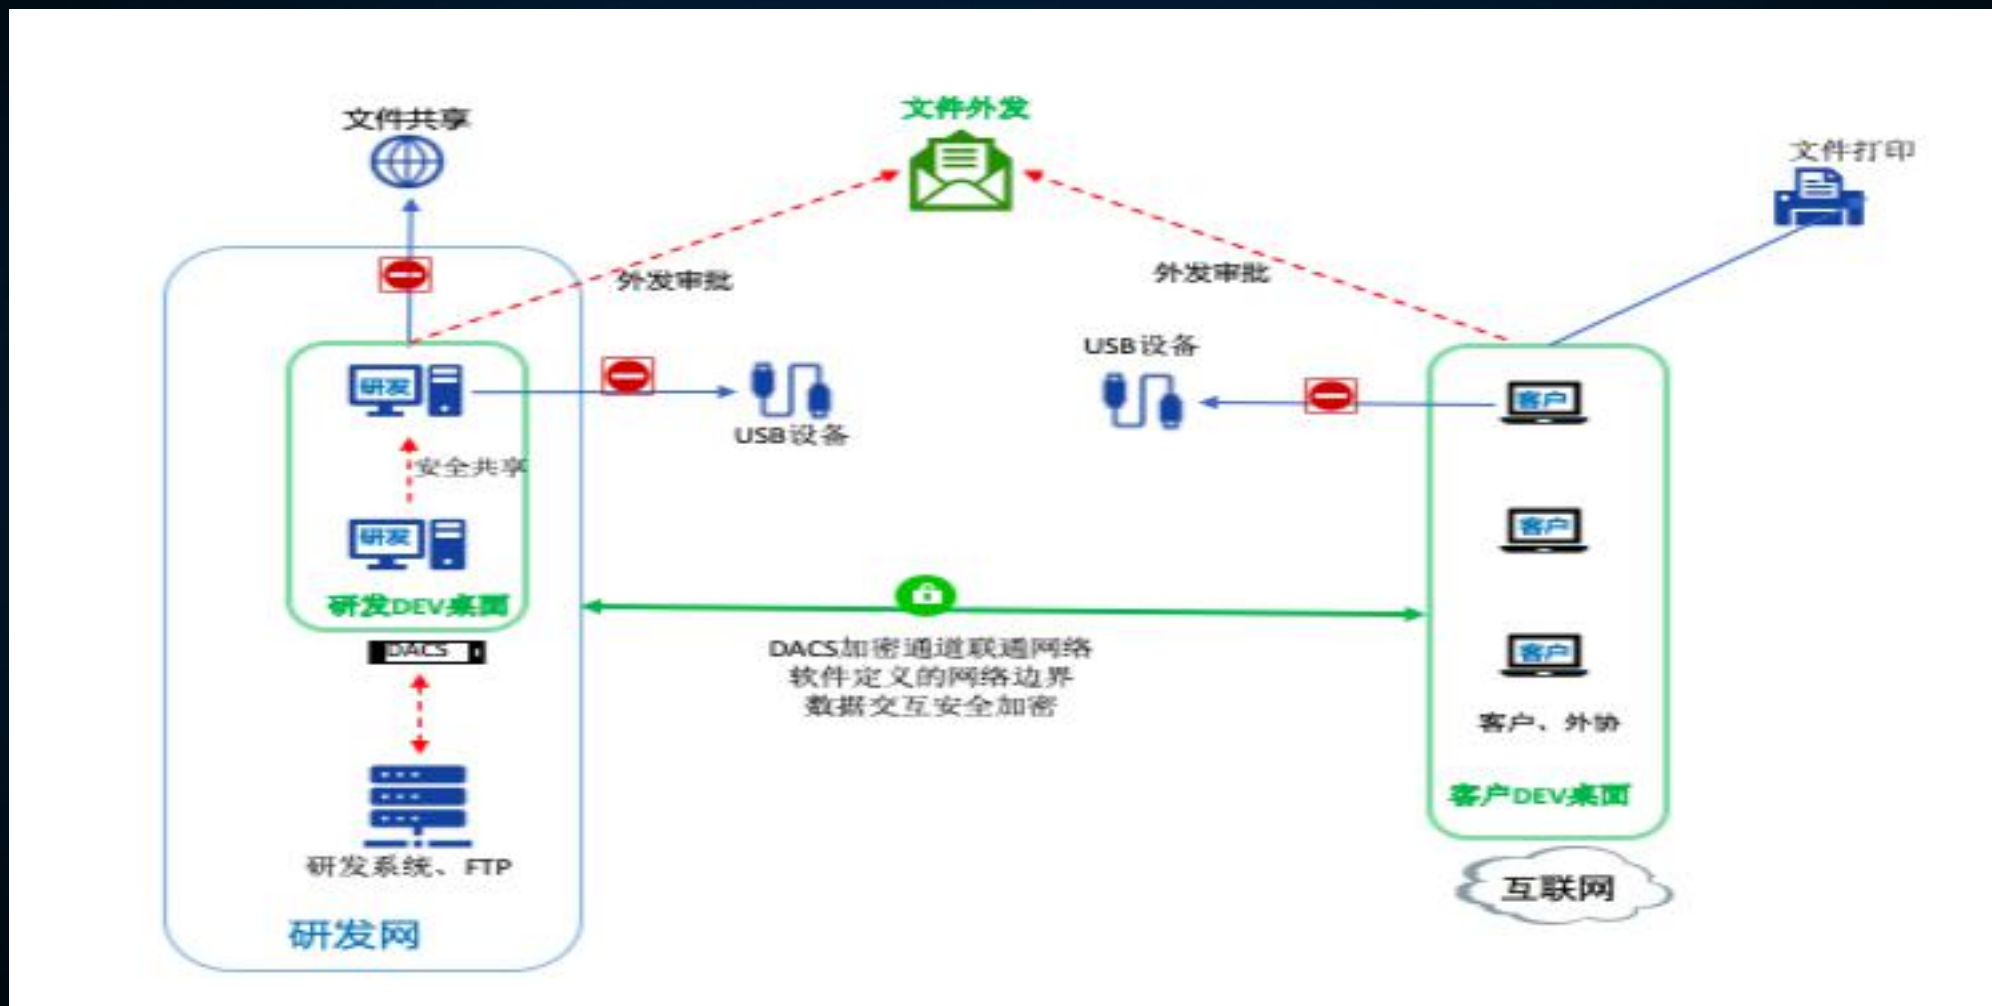 文件共享
文件外发
文件打印
外发审批
外发审批
USB设备
研发
客户
USB设备
安全共享
研发
客户
研发DEV桌面
DACS
DACS加密通道联通网络
软件定义的网络边界
数据交互安全加密
客户
客户、外协
客户DEV桌面
研发系统、FTP
互联网
研发网